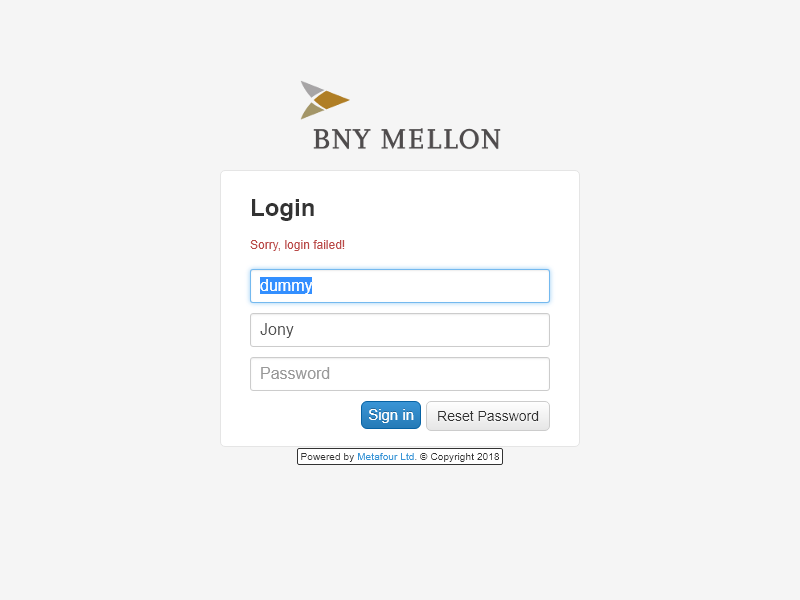 BNY MELLON
Login
Sorry, login failed!
dummy
Jony
Password
Sign in Reset Password
Powered by Metafour Ltd. © Copyright 2018